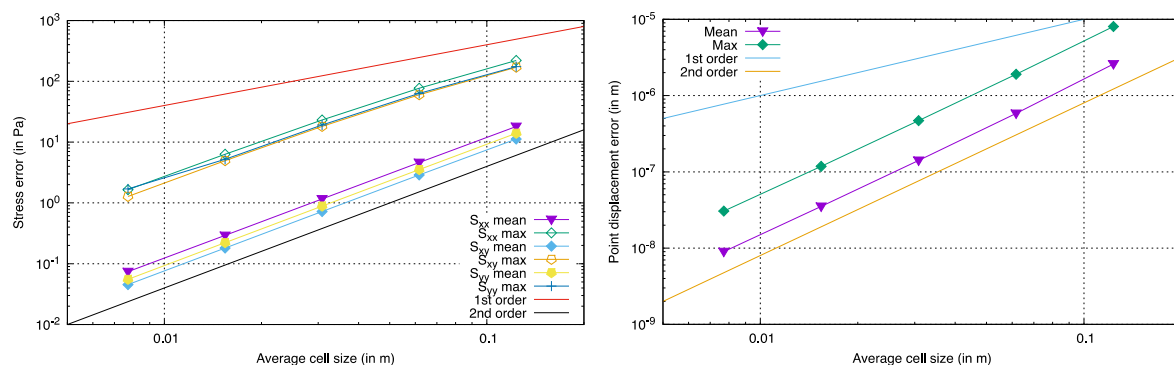 10^3
10^2
10^1
10^0
10^-1
10^-2
Stress error (in Pa)
S_xx mean
S_xx max
S_xy mean
S_xy max
S_yy mean
S_yy max
1st order
2nd order
0.01
0.1
Average cell size (in m)
10^-5
10^-6
10^-7
10^-8
10^-9
Point displacement error (in m)
Mean
Max
1st order
2nd order
0.01
0.1
Average cell size (in m)